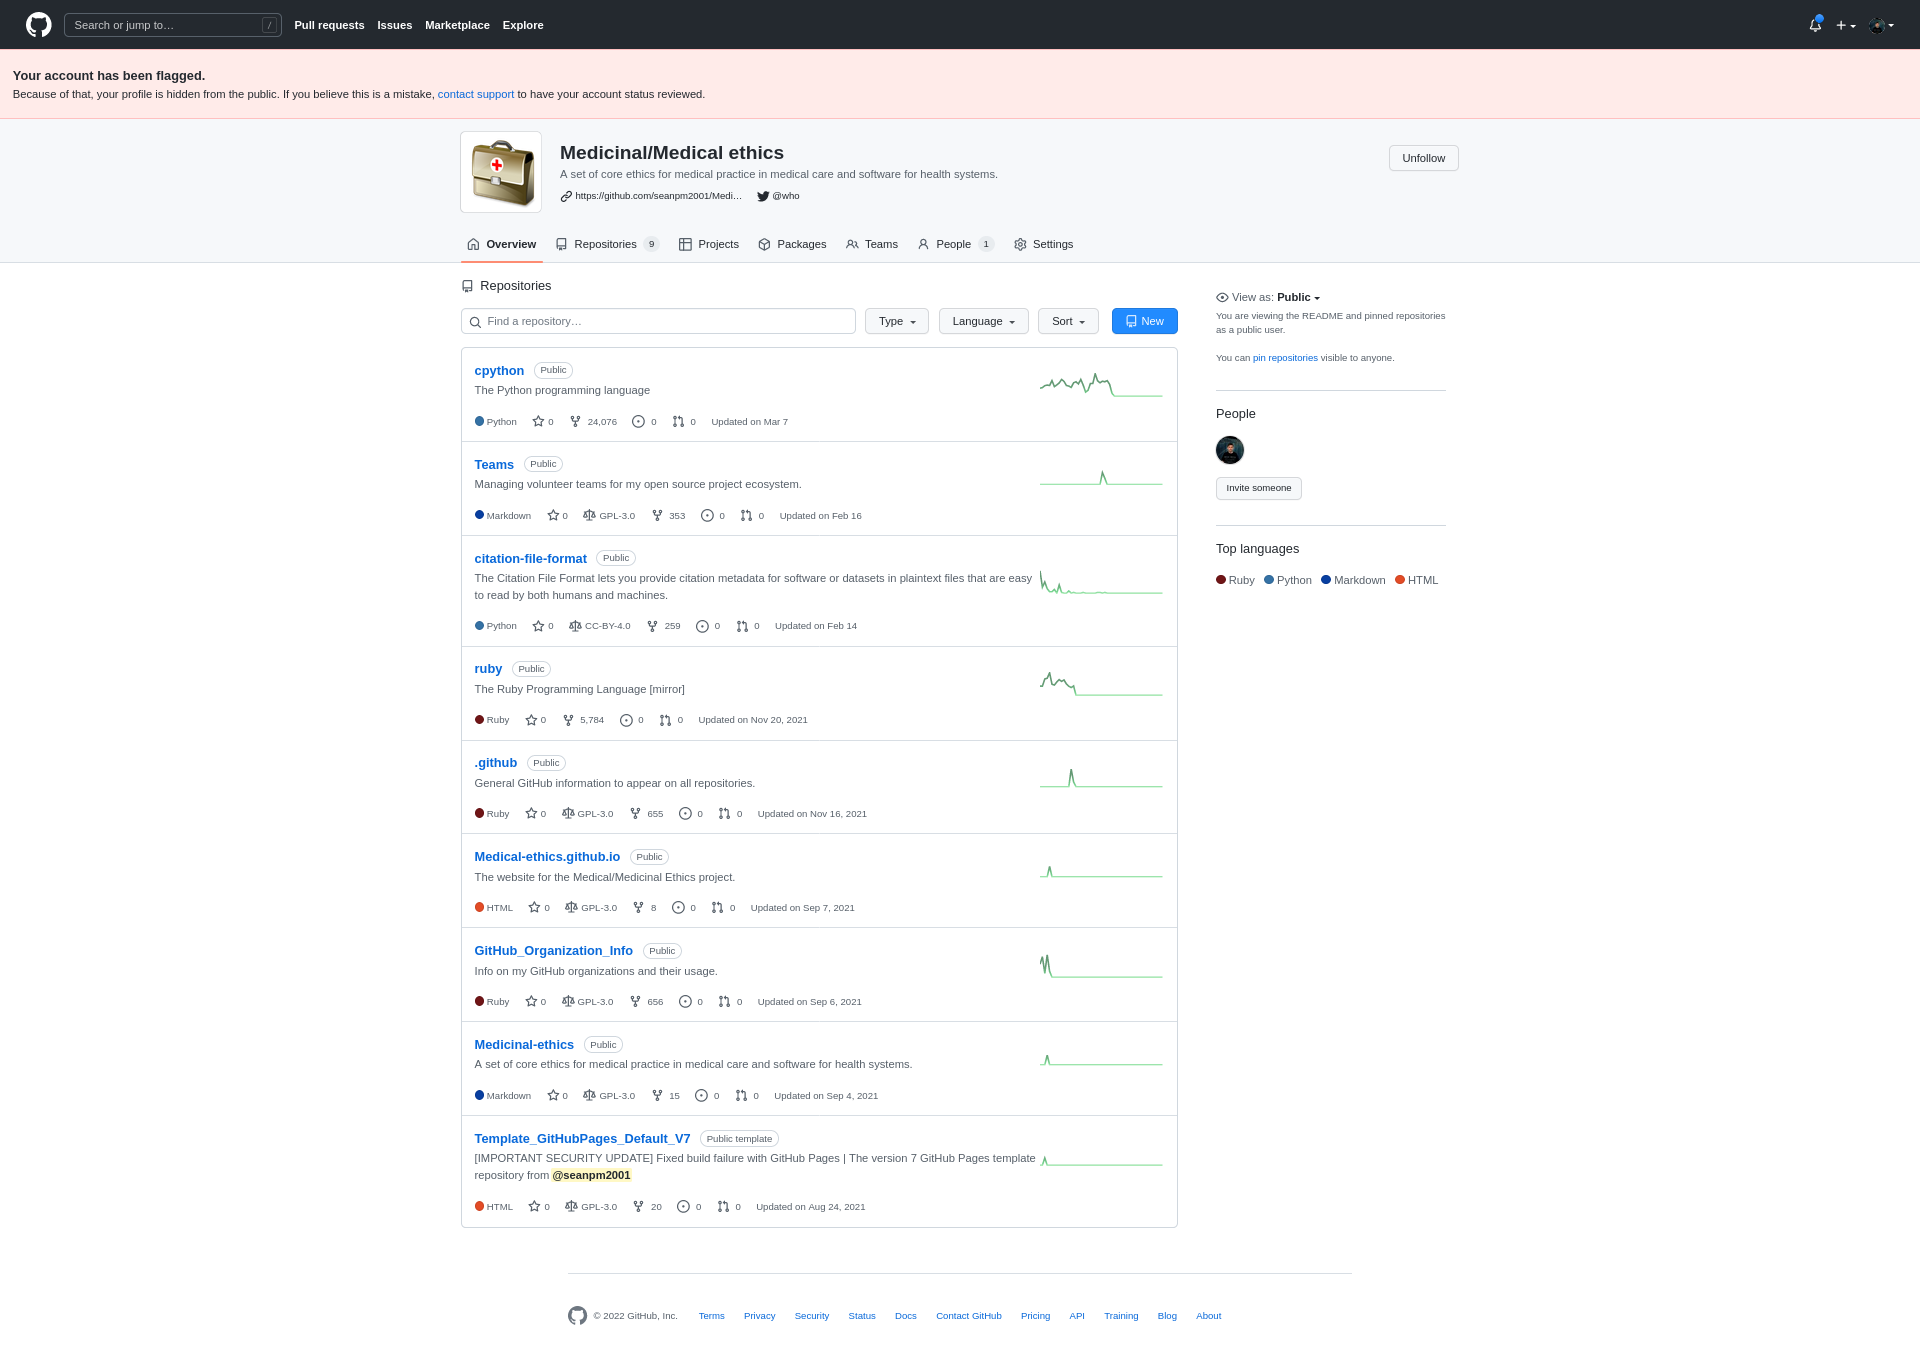 Search or jump to… /
Pull requests Issues Marketplace Explore
Your account has been flagged.
Because of that, your profile is hidden from the public. If you believe this is a mistake, contact support to have your account status reviewed.
Medicinal/Medical ethics
A set of core ethics for medical practice in medical care and software for health systems.
https://github.com/seanpm2001/Medi… @who
Unfollow
Overview Repositories 9 Projects Packages Teams People 1 Settings
Repositories
Find a repository… Type Language Sort New
cpython Public
The Python programming language
Python 0 24,076 0 0 Updated on Mar 7
Teams Public
Managing volunteer teams for my open source project ecosystem.
Markdown 0 GPL-3.0 353 0 0 Updated on Feb 16
citation-file-format Public
The Citation File Format lets you provide citation metadata for software or datasets in plaintext files that are easy
to read by both humans and machines.
Python 0 CC-BY-4.0 259 0 0 Updated on Feb 14
ruby Public
The Ruby Programming Language [mirror]
Ruby 0 5,784 0 0 Updated on Nov 20, 2021
.github Public
General GitHub information to appear on all repositories.
Ruby 0 GPL-3.0 655 0 0 Updated on Nov 16, 2021
Medical-ethics.github.io Public
The website for the Medical/Medicinal Ethics project.
HTML 0 GPL-3.0 8 0 0 Updated on Sep 7, 2021
GitHub_Organization_Info Public
Info on my GitHub organizations and their usage.
Ruby 0 GPL-3.0 656 0 0 Updated on Sep 6, 2021
Medicinal-ethics Public
A set of core ethics for medical practice in medical care and software for health systems.
Markdown 0 GPL-3.0 15 0 0 Updated on Sep 4, 2021
Template_GitHubPages_Default_V7 Public template
[IMPORTANT SECURITY UPDATE] Fixed build failure with GitHub Pages | The version 7 GitHub Pages template
repository from @seanpm2001
HTML 0 GPL-3.0 20 0 0 Updated on Aug 24, 2021
View as: Public
You are viewing the README and pinned repositories
as a public user.
You can pin repositories visible to anyone.
People
Invite someone
Top languages
Ruby Python Markdown HTML
© 2022 GitHub, Inc. Terms Privacy Security Status Docs Contact GitHub Pricing API Training Blog About